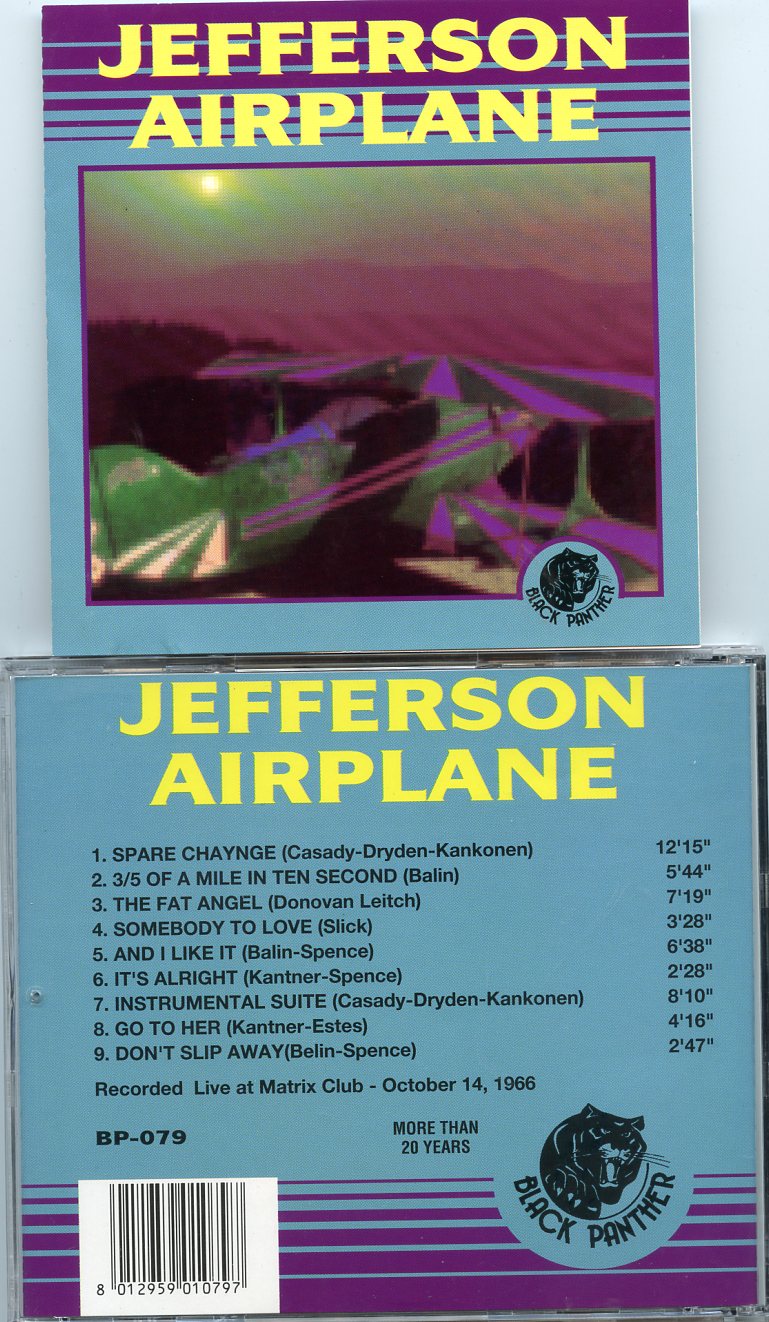 JEFFERSON
AIRPLANE
BLACK PANTHER
JEFFERSON
AIRPLANE
1. SPARE CHAYNGE (Casady-Dryden-Kankonen) 12'15"
2. 3/5 OF A MILE IN TEN SECOND (Balin) 5'44"
3. THE FAT ANGEL (Donovan Leitch) 7'19"
4. SOMEBODY TO LOVE (Slick) 3'28"
5. AND I LIKE IT (Balin-Spence) 6'38"
6. IT'S ALRIGHT (Kantner-Spence) 2'28"
7. INSTRUMENTAL SUITE (Casady-Dryden-Kankonen) 8'10"
8. GO TO HER (Kantner-Estes) 4'16"
9. DON'T SLIP AWAY(Belin-Spence) 2'47"
Recorded Live at Matrix Club - October 14, 1966
BP-079
MORE THAN
20 YEARS
BLACK PANTHER
8 012959 010797